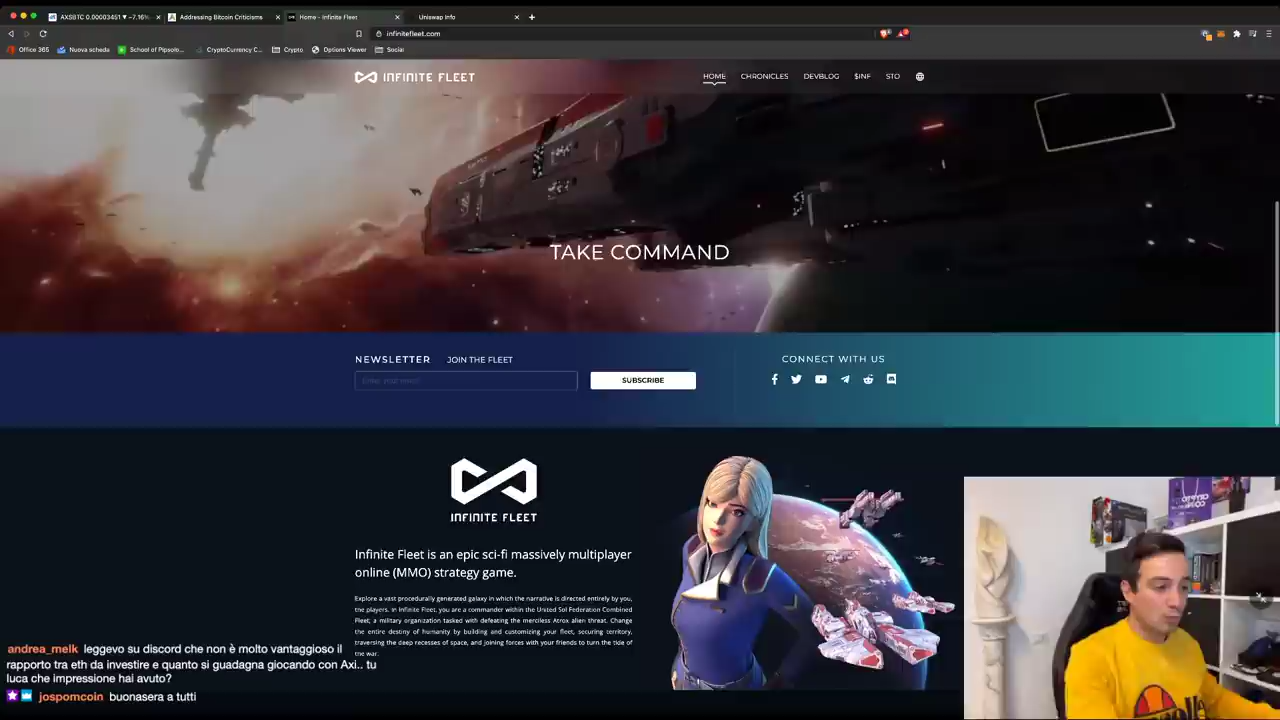 AXSBTC 0.00003451 ▼ −7.16%
Addressing Bitcoin Criticisms
Home - Infinite Fleet
Uniswap Info
infinitefleet.com
Office 365
Nuova scheda
School of Pipsolo...
CryptoCurrency C...
Crypto
Options Viewer
Social
INFINITE FLEET
HOME
CHRONICLES
DEVBLOG
$INF
STO
TAKE COMMAND
NEWSLETTER
JOIN THE FLEET
Enter your email
SUBSCRIBE
CONNECT WITH US
INFINITE FLEET
Infinite Fleet is an epic sci-fi massively multiplayer
online (MMO) strategy game.
Explore a vast procedurally generated galaxy in which the narrative is directed entirely by you,
the players. In Infinite Fleet, you are a commander within the United Sol Federation Combined
Fleet, a military organization tasked with defeating the merciless Atrox alien threat. Change
the entire destiny of humanity by building and customizing your fleet, securing territory,
traversing the deep recesses of space, and joining forces with your friends to turn the tide of
the war.
andrea_melk leggevo su discord che non è molto vantaggioso il
rapporto tra eth da investire e quanto si guadagna giocando con Axi.. tu
luca che impressione hai avuto?
jospomcoin buonasera a tutti